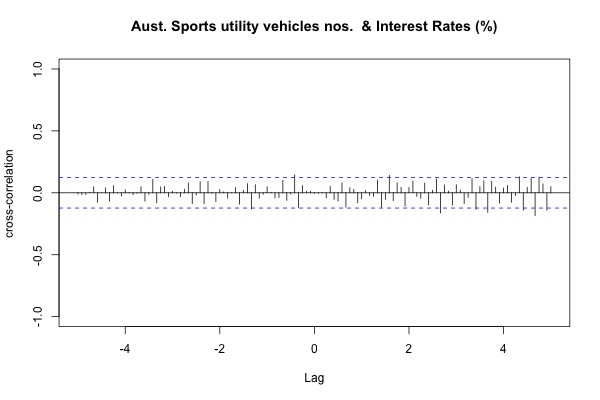 Aust. Sports utility vehicles nos.  & Interest Rates (%)
cross-correlation
1.0
0.5
0.0
-0.5
-1.0
-4 -2 0 2 4
Lag